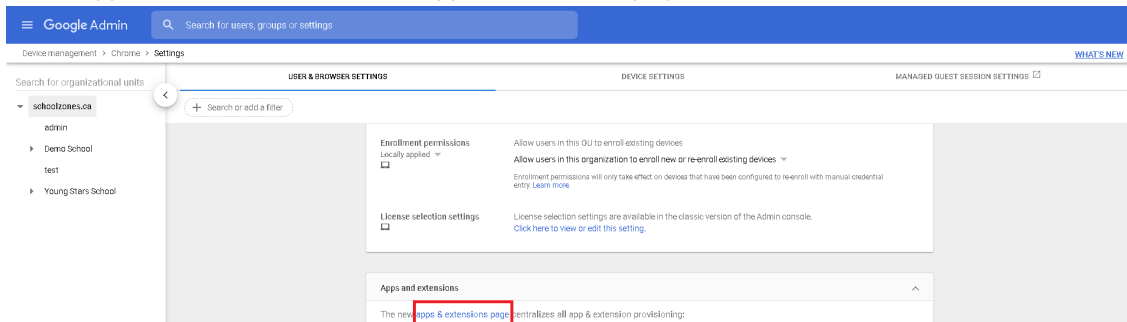 Google Admin
Search for users, groups or settings
Device management > Chrome > Settings
WHAT'S NEW
Search for organizational units
USER & BROWSER SETTINGS
DEVICE SETTINGS
MANAGED GUEST SESSION SETTINGS
schoolzones.ca
+ Search or add a filter
admin
Demo School
test
Young Stars School
Enrollment permissions
Locally applied
Allow users in this OU to enroll existing devices
Allow users in this organization to enroll new or re-enroll existing devices
Enrollment permissions will only take effect on devices that have been configured to re-enroll with manual credential
entry. Learn more.
License selection settings
License selection settings are available in the classic version of the Admin console.
Click here to view or edit this setting.
Apps and extensions
The new apps & extensions page centralizes all app & extension provisioning: